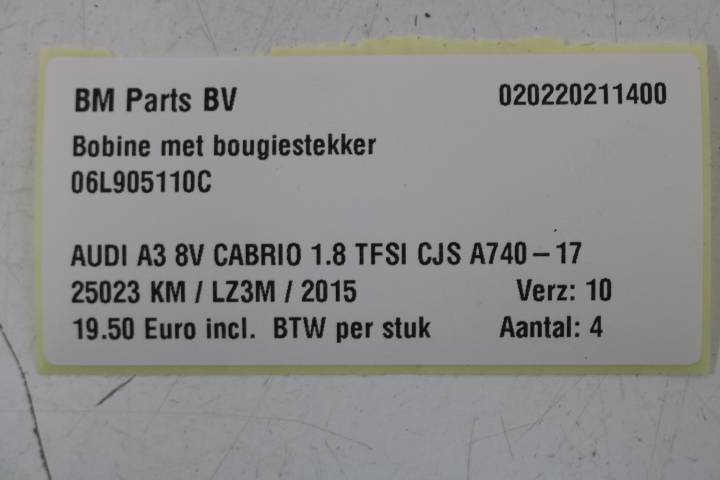 BM Parts BV 020220211400
Bobine met bougiestekker
06L905110C
AUDI A3 8V CABRIO 1.8 TFSI CJS A740-17
25023 KM / LZ3M / 2015 Verz: 10
19.50 Euro incl. BTW per stuk Aantal: 4